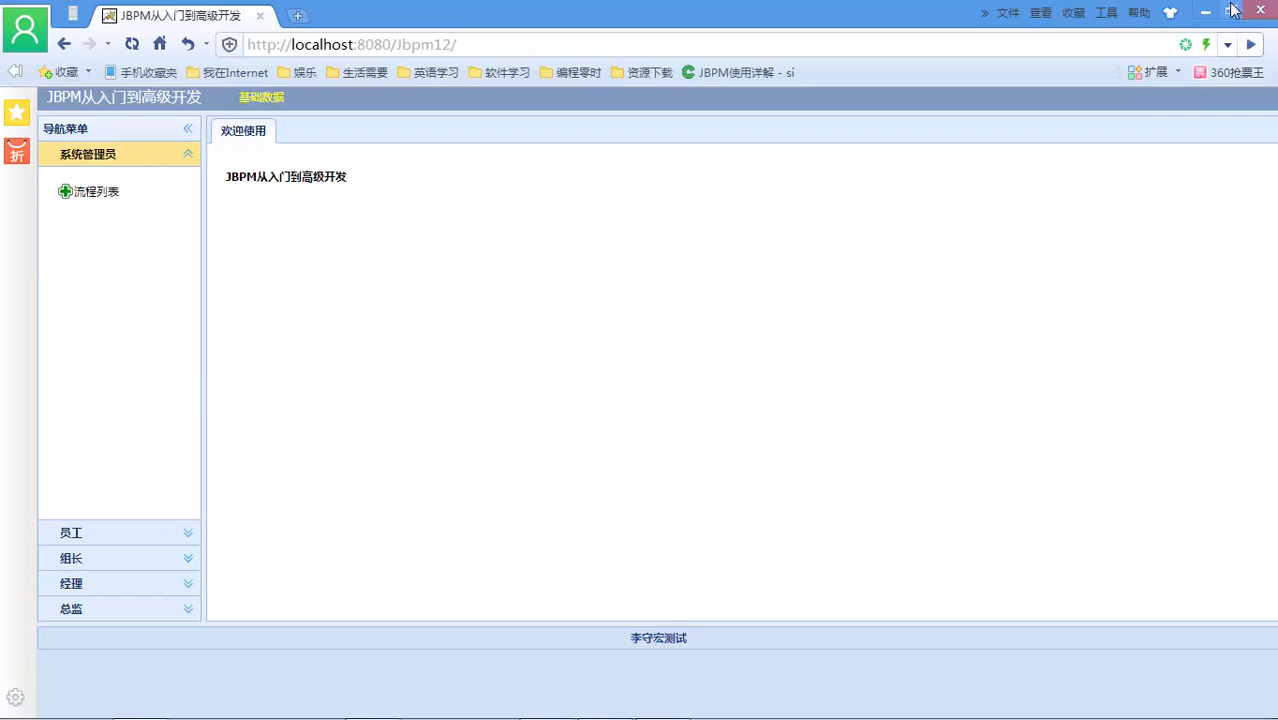 JBPM从入门到高级开发
» 文件 查看 收藏 工具 帮助
http://localhost:8080/Jbpm12/
收藏 手机收藏夹 我在Internet 娱乐 生活需要 英语学习 软件学习 编程零时 资源下载 JBPM使用详解 - si 扩展 360抢票王
JBPM从入门到高级开发 基础数据
折
导航菜单
欢迎使用
系统管理员
JBPM从入门到高级开发
流程列表
员工
组长
经理
总监
李守宏测试